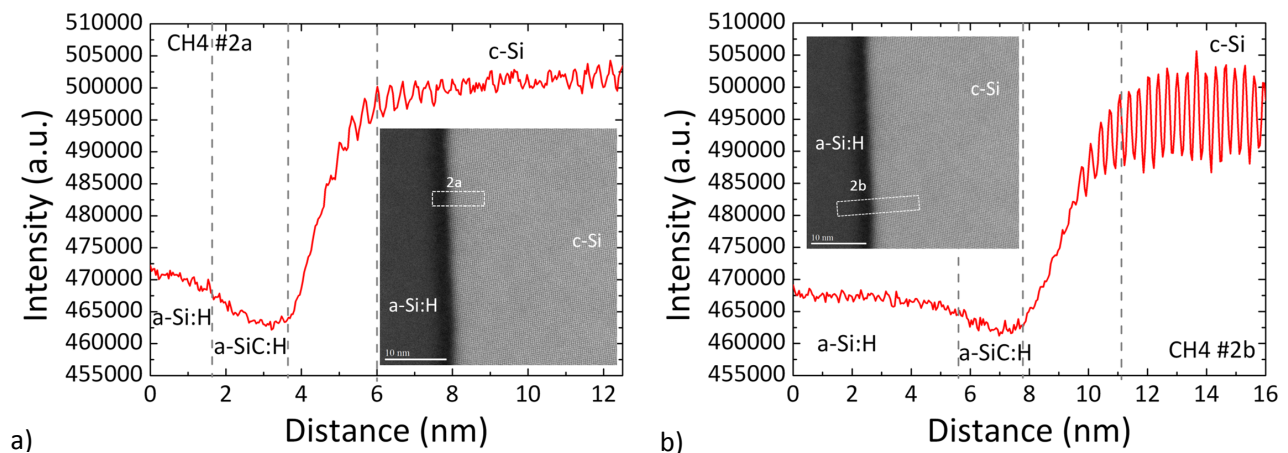 510000
505000
500000
495000
490000
485000
480000
475000
470000
465000
460000
455000
Intensity (a.u.)
CH4 #2a
c-Si
a-Si:H
a-SiC:H
2a
c-Si
a-Si:H
10 nm
0 2 4 6 8 10 12
Distance (nm)
a)
510000
505000
500000
495000
490000
485000
480000
475000
470000
465000
460000
455000
Intensity (a.u.)
c-Si
c-Si
a-Si:H
2b
10 nm
a-Si:H
a-SiC:H
CH4 #2b
0 2 4 6 8 10 12 14 16
Distance (nm)
b)